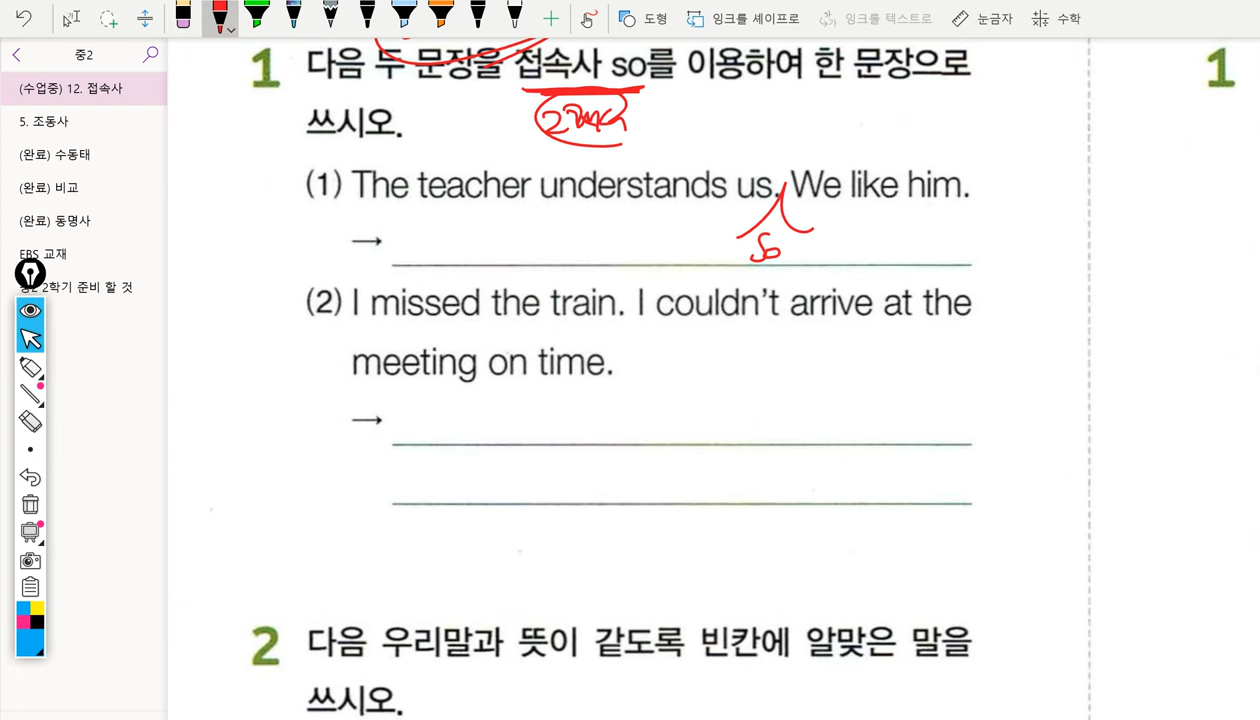 도형 잉크를 셰이프로 잉크를 텍스트로 눈금자 수학
중2
(수업중) 12. 접속사
5. 조동사
(완료) 수동태
(완료) 비교
(완료) 동명사
EBS 교재
2학기 준비 할 것
1 다음 두 문장을 접속사 so를 이용하여 한 문장으로
쓰시오.
(1) The teacher understands us. We like him.
so
→
(2) I missed the train. I couldn't arrive at the
meeting on time.
→
2 다음 우리말과 뜻이 같도록 빈칸에 알맞은 말을
쓰시오.
1